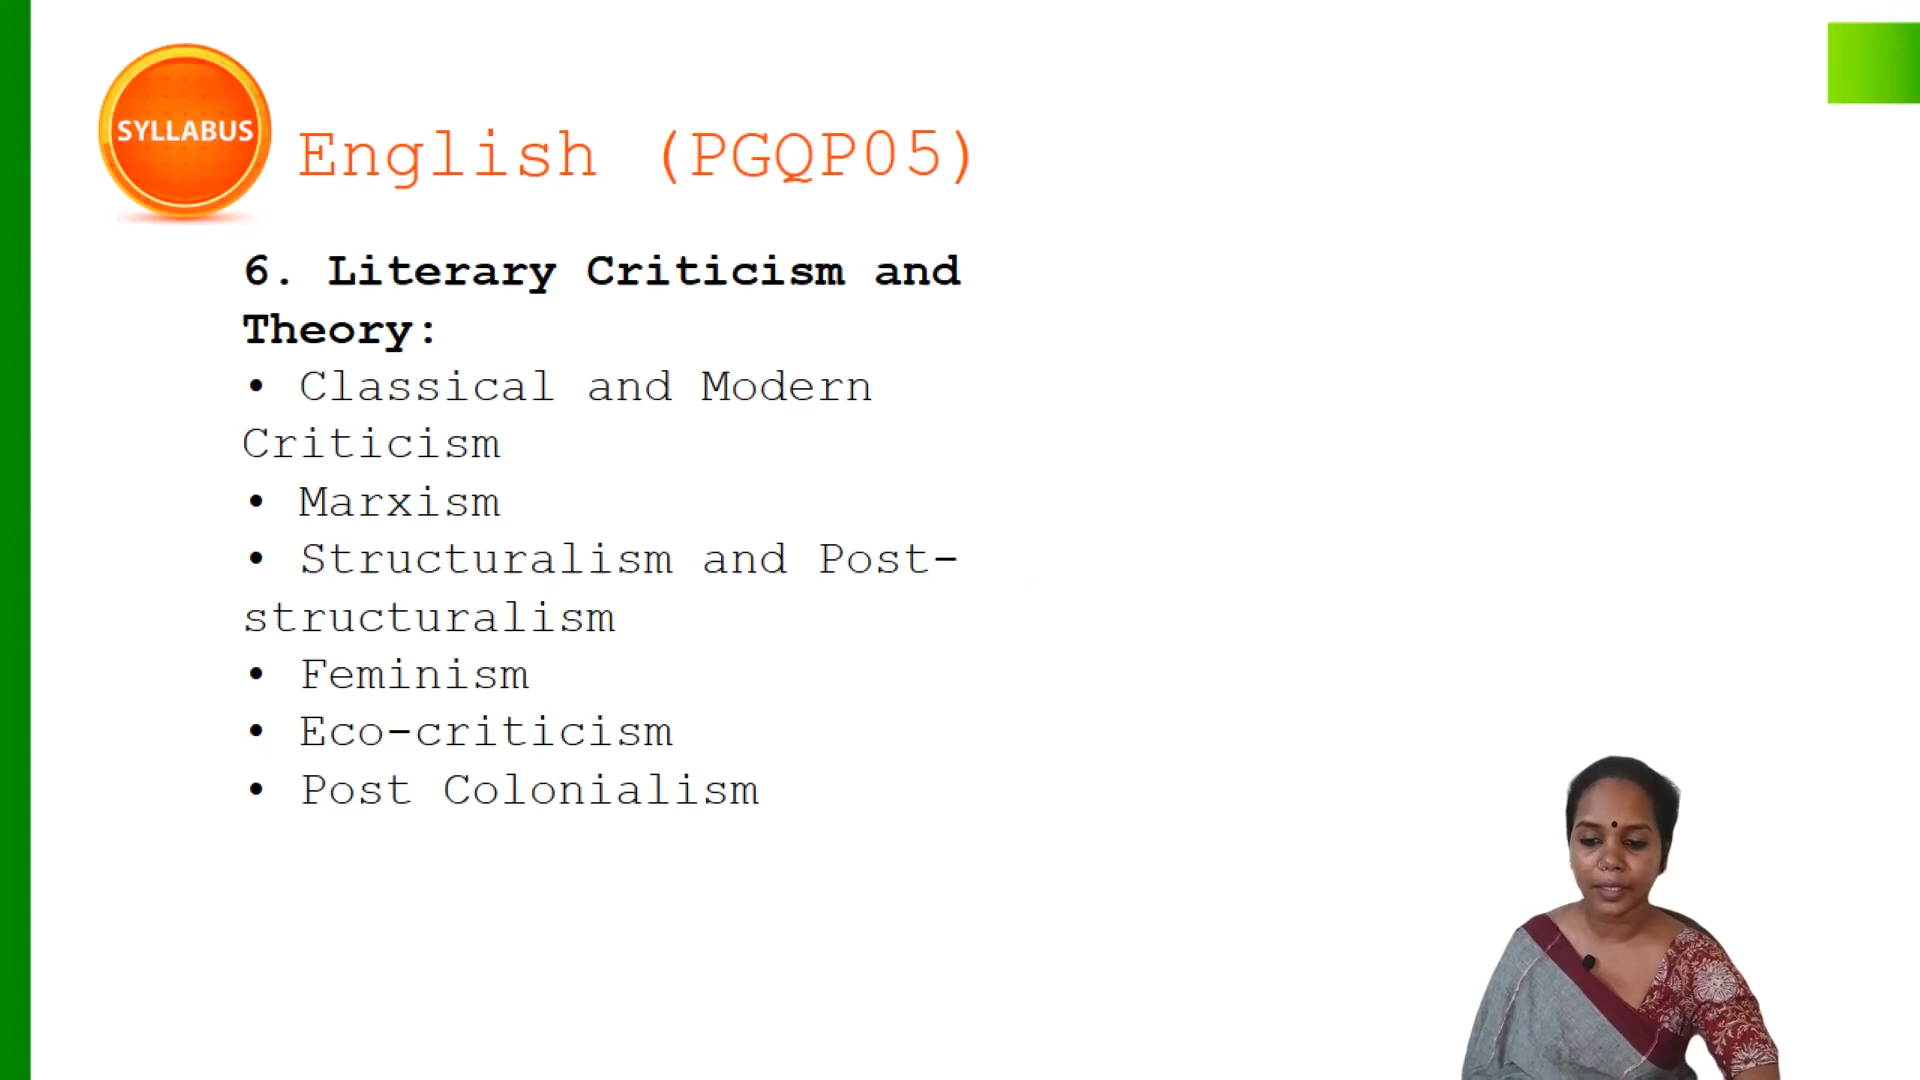 SYLLABUS
English (PGQP05)
6. Literary Criticism and
Theory:
• Classical and Modern
Criticism
• Marxism
• Structuralism and Post-
structuralism
• Feminism
• Eco-criticism
• Post Colonialism